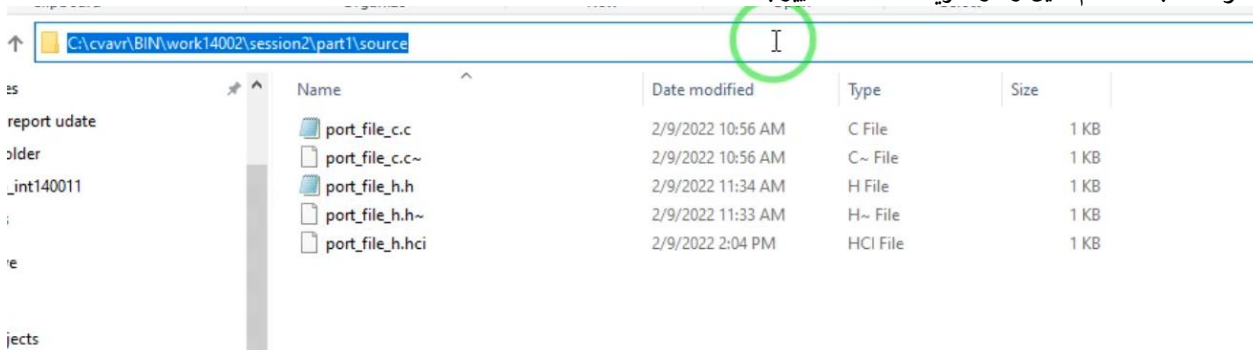 C:\cvavr\BIN\work14002\session2\part1\source
es
Name Date modified Type Size
report udate
port_file_c.c 2/9/2022 10:56 AM C File 1 KB
older
port_file_c.c~ 2/9/2022 10:56 AM C~ File 1 KB
_int140011
port_file_h.h 2/9/2022 11:34 AM H File 1 KB
port_file_h.h~ 2/9/2022 11:33 AM H~ File 1 KB
port_file_h.hci 2/9/2022 2:04 PM HCI File 1 KB
jects